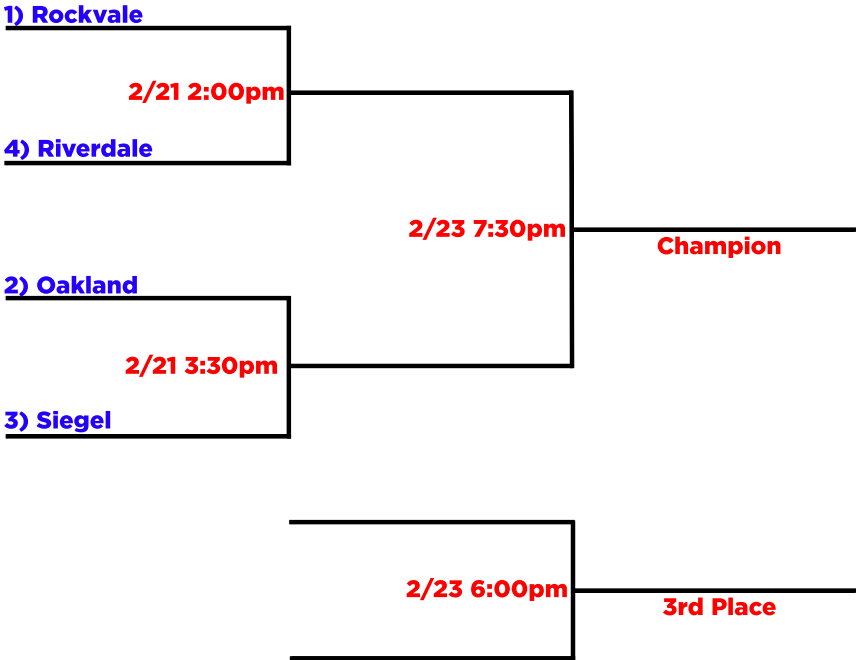 1) Rockvale
2/21 2:00pm
4) Riverdale
2/23 7:30pm
Champion
2) Oakland
2/21 3:30pm
3) Siegel
2/23 6:00pm
3rd Place